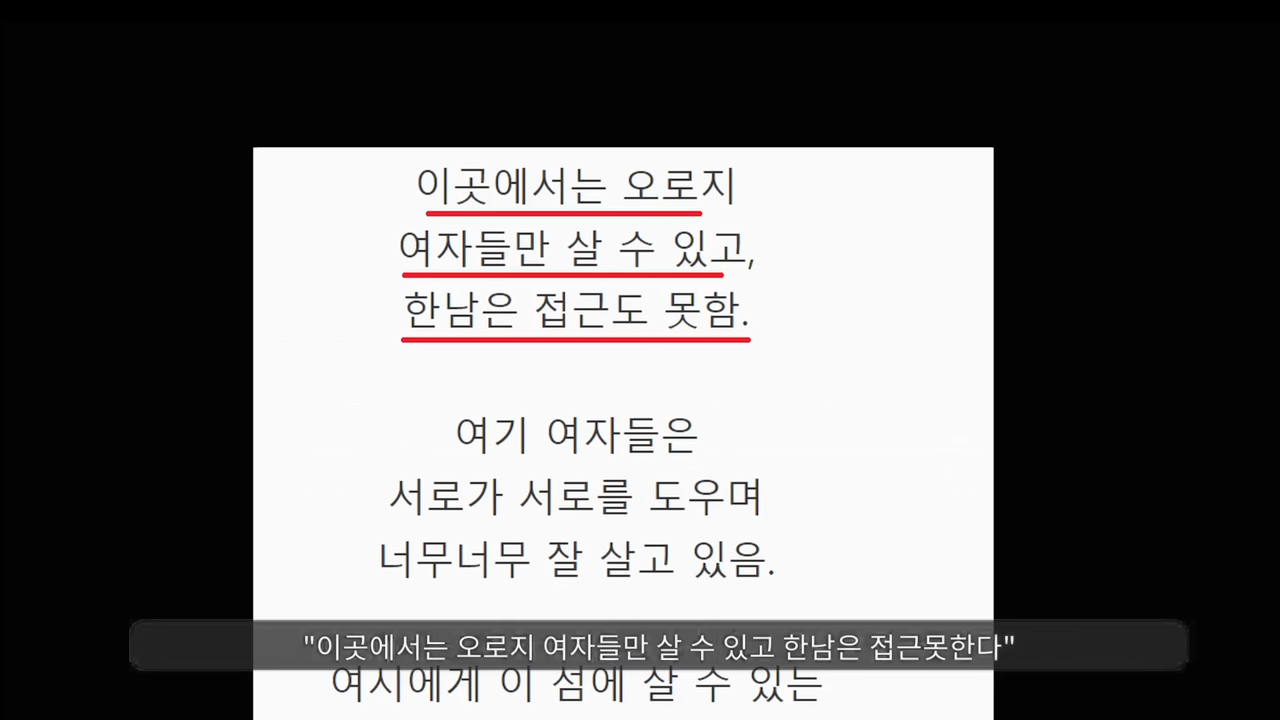 이곳에서는 오로지
여자들만 살 수 있고,
한남은 접근도 못함.
여기 여자들은
서로가 서로를 도우며
너무너무 잘 살고 있음.
"이곳에서는 오로지 여자들만 살 수 있고 한남은 접근못한다"
여시에게 이 섬에 살 수 있는